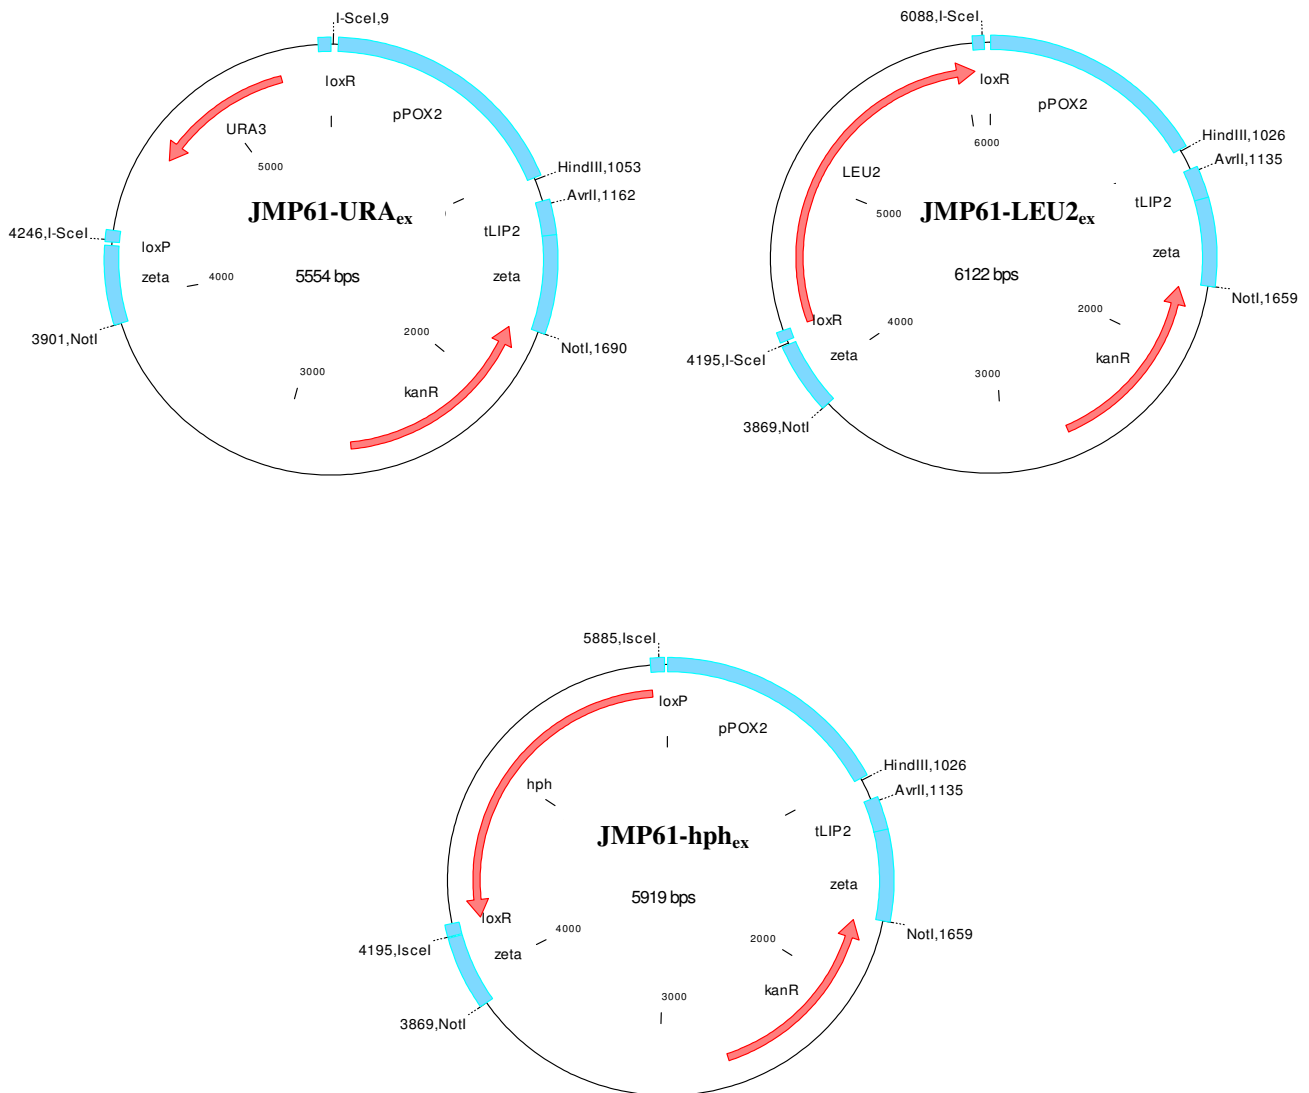 I-SceI,9
loxR
pPOX2
URA3
5000
HindIII,1053
AvrII,1162
JMP61-URAex
4246,I-SceI
loxP
tLIP2
zeta
4000
5554 bps
zeta
3901,NotI
2000
NotI,1690
3000
kanR
6088,I-SceI
loxR
pPOX2
6000
HindIII,1026
AvrII,1135
LEU2
5000
JMP61-LEU2ex
tLIP2
zeta
6122 bps
NotI,1659
loxR
4000
2000
4195,I-SceI
zeta
kanR
3000
3869,NotI
5885,IsceI
loxP
pPOX2
HindIII,1026
AvrII,1135
hph
JMP61-hphex
tLIP2
zeta
5919 bps
loxR
4000
2000
NotI,1659
4195,IsceI
zeta
kanR
3000
3869,NotI